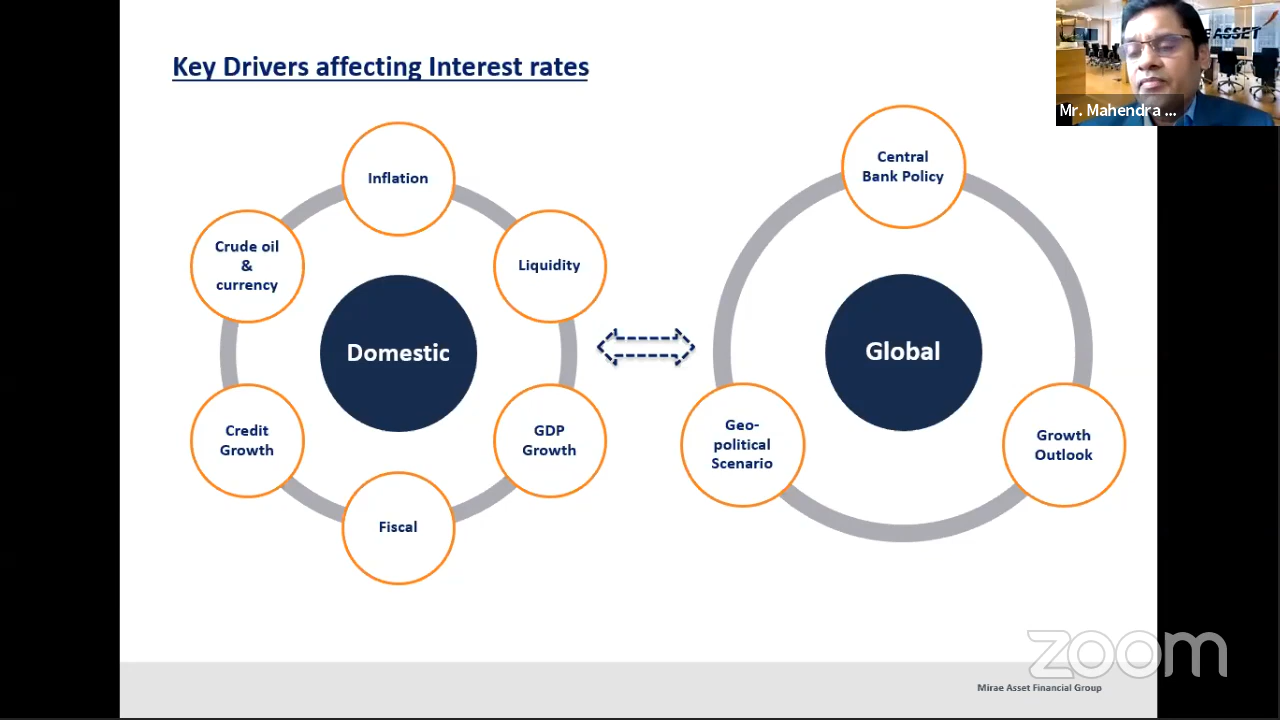 Key Drivers affecting Interest rates
E ASSET
Mr. Mahendra ...
Inflation
Crude oil
&
currency
Liquidity
Domestic
Credit
Growth
GDP
Growth
Fiscal
Central
Bank Policy
Global
Geo-
political
Scenario
Growth
Outlook
zoom
Mirae Asset Financial Group